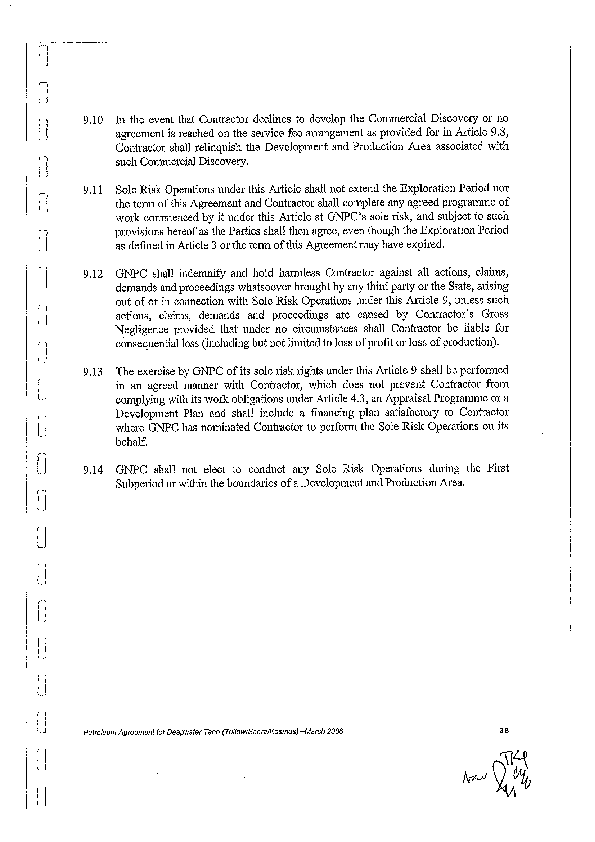 9.10 In the event that Contractor declines to develop the Commercial Discovery or no
agreement is reached on the service fee arrangement as provided for in Article 9.8,
Contractor shall relinquish the Development and Production Area associated with
such Commercial Discovery.
9.11 Sole Risk Operations under this Article shall not extend the Exploration Period nor
the term of this Agreement and Contractor shall complete any agreed programme of
work commenced by it under this Article at GNPC's sole risk, and subject to such
provisions hereof as the Parties shall then agree, even though the Exploration Period
as defined in Article 3 or the term of this Agreement may have expired.
9.12 GNPC shall indemnify and hold harmless Contractor against all actions, claims,
demands and proceedings whatsoever brought by any third party or the State, arising
out of or in connection with Sole Risk Operations under this Article 9, unless such
actions, claims, demands and proceedings are caused by Contractor's Gross
Negligence provided that under no circumstances shall Contractor be liable for
consequential loss (including but not limited to loss of profit or loss of production).
9.13 The exercise by GNPC of its sole risk rights under this Article 9 shall be performed
in an agreed manner with Contractor, which does not prevent Contractor from
complying with its work obligations under Article 4.3, an Appraisal Programme or a
Development Plan and shall include a financing plan satisfactory to Contractor
where GNPC has nominated Contractor to perform the Sole Risk Operations on its
behalf.
9.14 GNPC shall not elect to conduct any Sole Risk Operations during the First
Subperiod or within the boundaries of a Development and Production Area.
Petroleum Agreement for Deepwater Tano (Tullow/Sabre/Kosmos) –March 2006 38